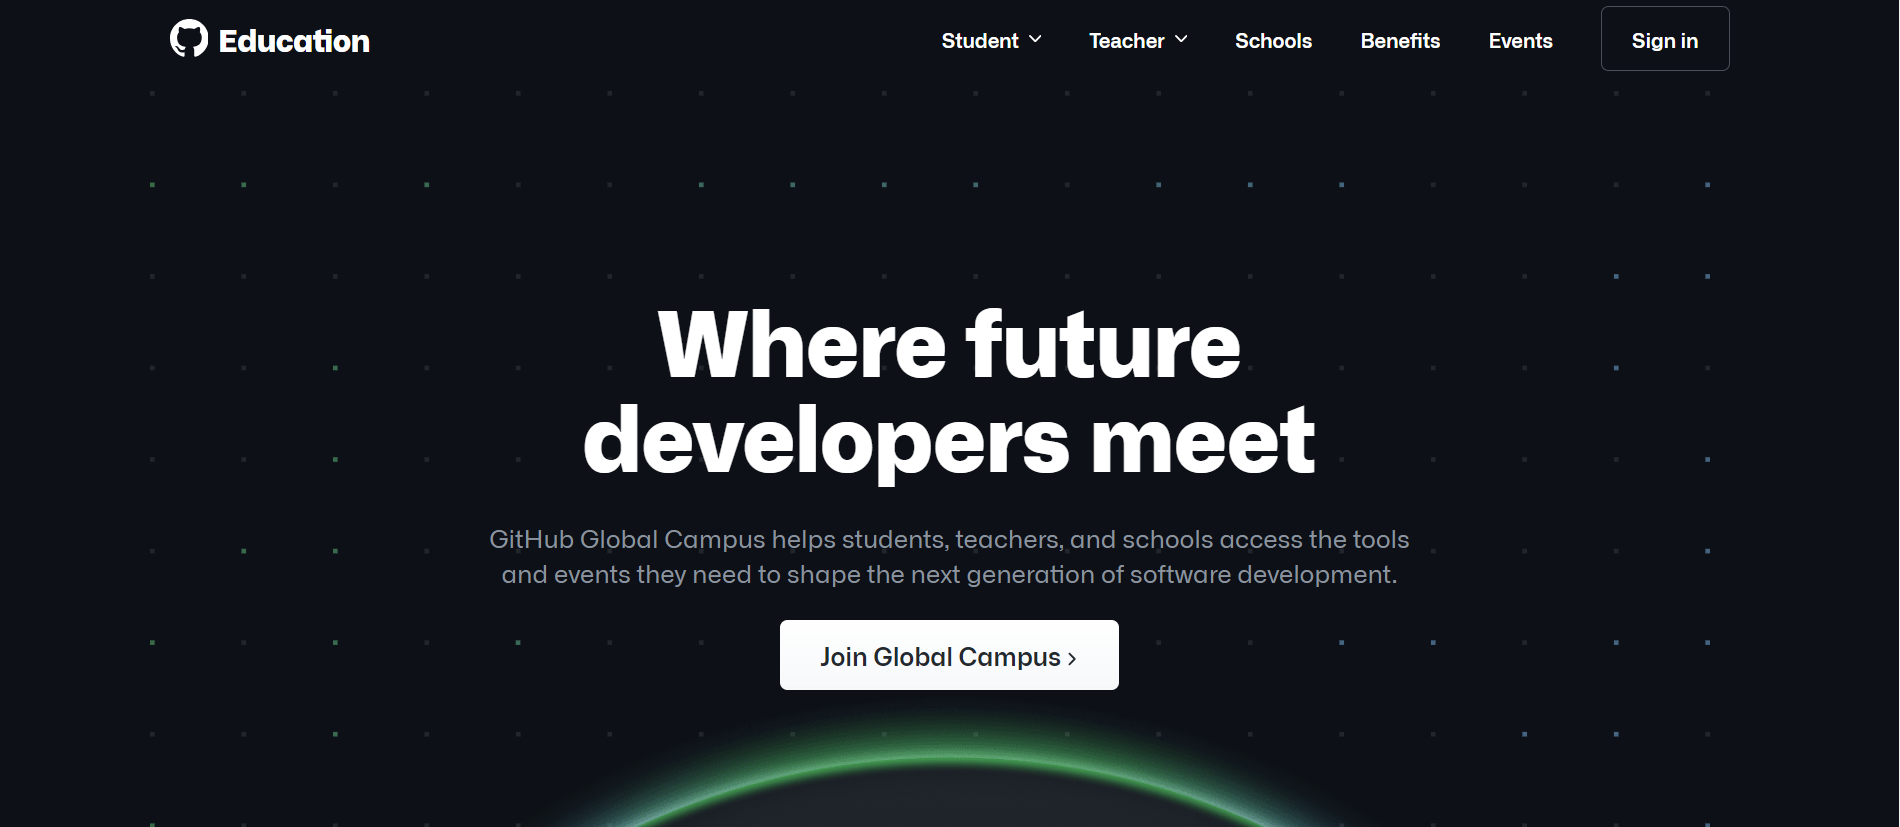 Education
Student
Teacher
Schools
Benefits
Events
Sign in
Where future
developers meet
GitHub Global Campus helps students, teachers, and schools access the tools
and events they need to shape the next generation of software development.
Join Global Campus